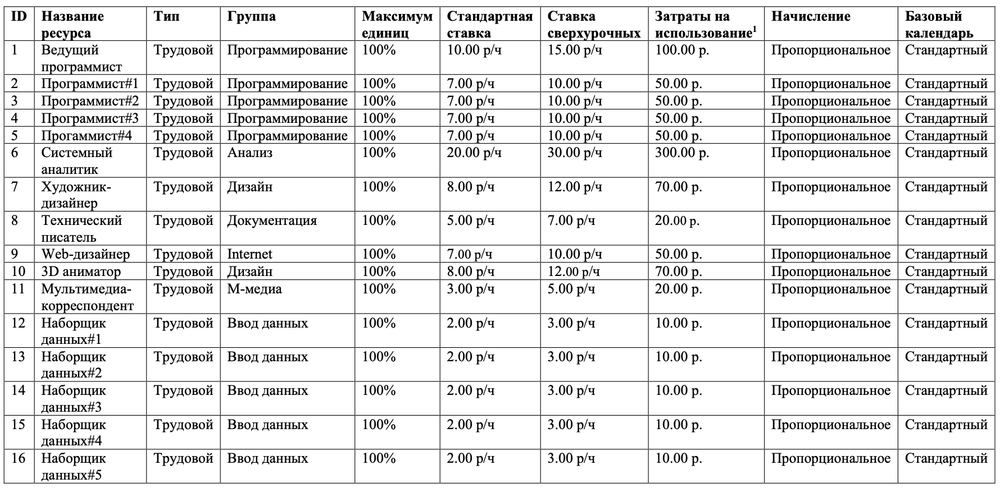 ID Название ресурса Тип Группа Максимум единиц Стандартная ставка Ставка сверхурочных Затраты на использование¹ Начисление Базовый календарь
1 Ведущий программист Трудовой Программирование 100% 10.00 р/ч 15.00 р/ч 100.00 р. Пропорциональное Стандартный
2 Программист#1 Трудовой Программирование 100% 7.00 р/ч 10.00 р/ч 50.00 р. Пропорциональное Стандартный
3 Программист#2 Трудовой Программирование 100% 7.00 р/ч 10.00 р/ч 50.00 р. Пропорциональное Стандартный
4 Программист#3 Трудовой Программирование 100% 7.00 р/ч 10.00 р/ч 50.00 р. Пропорциональное Стандартный
5 Прогаммист#4 Трудовой Программирование 100% 7.00 р/ч 10.00 р/ч 50.00 р. Пропорциональное Стандартный
6 Системный аналитик Трудовой Анализ 100% 20.00 р/ч 30.00 р/ч 300.00 р. Пропорциональное Стандартный
7 Художник-дизайнер Трудовой Дизайн 100% 8.00 р/ч 12.00 р/ч 70.00 р. Пропорциональное Стандартный
8 Технический писатель Трудовой Документация 100% 5.00 р/ч 7.00 р/ч 20.00 р. Пропорциональное Стандартный
9 Web-дизайнер Трудовой Internet 100% 7.00 р/ч 10.00 р/ч 50.00 р. Пропорциональное Стандартный
10 3D аниматор Трудовой Дизайн 100% 8.00 р/ч 12.00 р/ч 70.00 р. Пропорциональное Стандартный
11 Мультимедиа-корреспондент Трудовой М-медиа 100% 3.00 р/ч 5.00 р/ч 20.00 р. Пропорциональное Стандартный
12 Наборщик данных#1 Трудовой Ввод данных 100% 2.00 р/ч 3.00 р/ч 10.00 р. Пропорциональное Стандартный
13 Наборщик данных#2 Трудовой Ввод данных 100% 2.00 р/ч 3.00 р/ч 10.00 р. Пропорциональное Стандартный
14 Наборщик данных#3 Трудовой Ввод данных 100% 2.00 р/ч 3.00 р/ч 10.00 р. Пропорциональное Стандартный
15 Наборщик данных#4 Трудовой Ввод данных 100% 2.00 р/ч 3.00 р/ч 10.00 р. Пропорциональное Стандартный
16 Наборщик данных#5 Трудовой Ввод данных 100% 2.00 р/ч 3.00 р/ч 10.00 р. Пропорциональное Стандартный